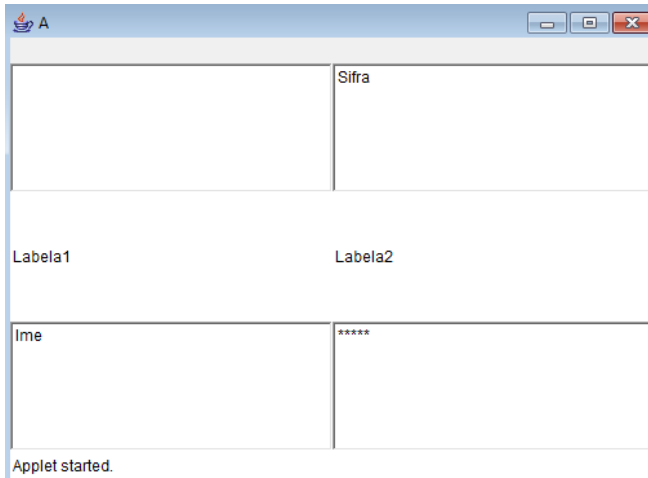 A
Sifra
Labela1 Labela2
Ime *****
Applet started.